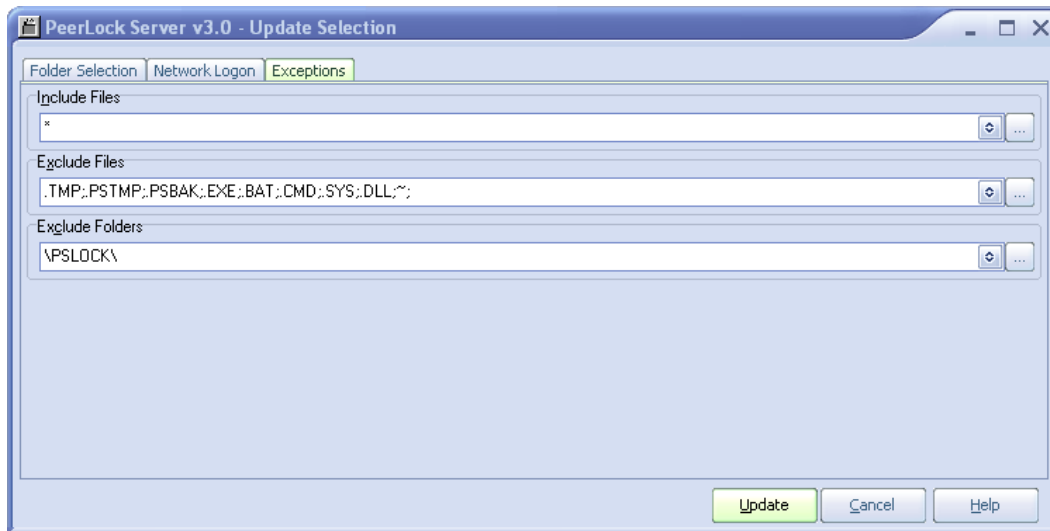 PeerLock Server v3.0 - Update Selection
Folder Selection Network Logon Exceptions
Include Files
*
...
Exclude Files
.TMP;.PSTMP;.PSBAK;.EXE;.BAT;.CMD;.SYS;.DLL;~;
...
Exclude Folders
\PSLOCK\
...
Update Cancel Help